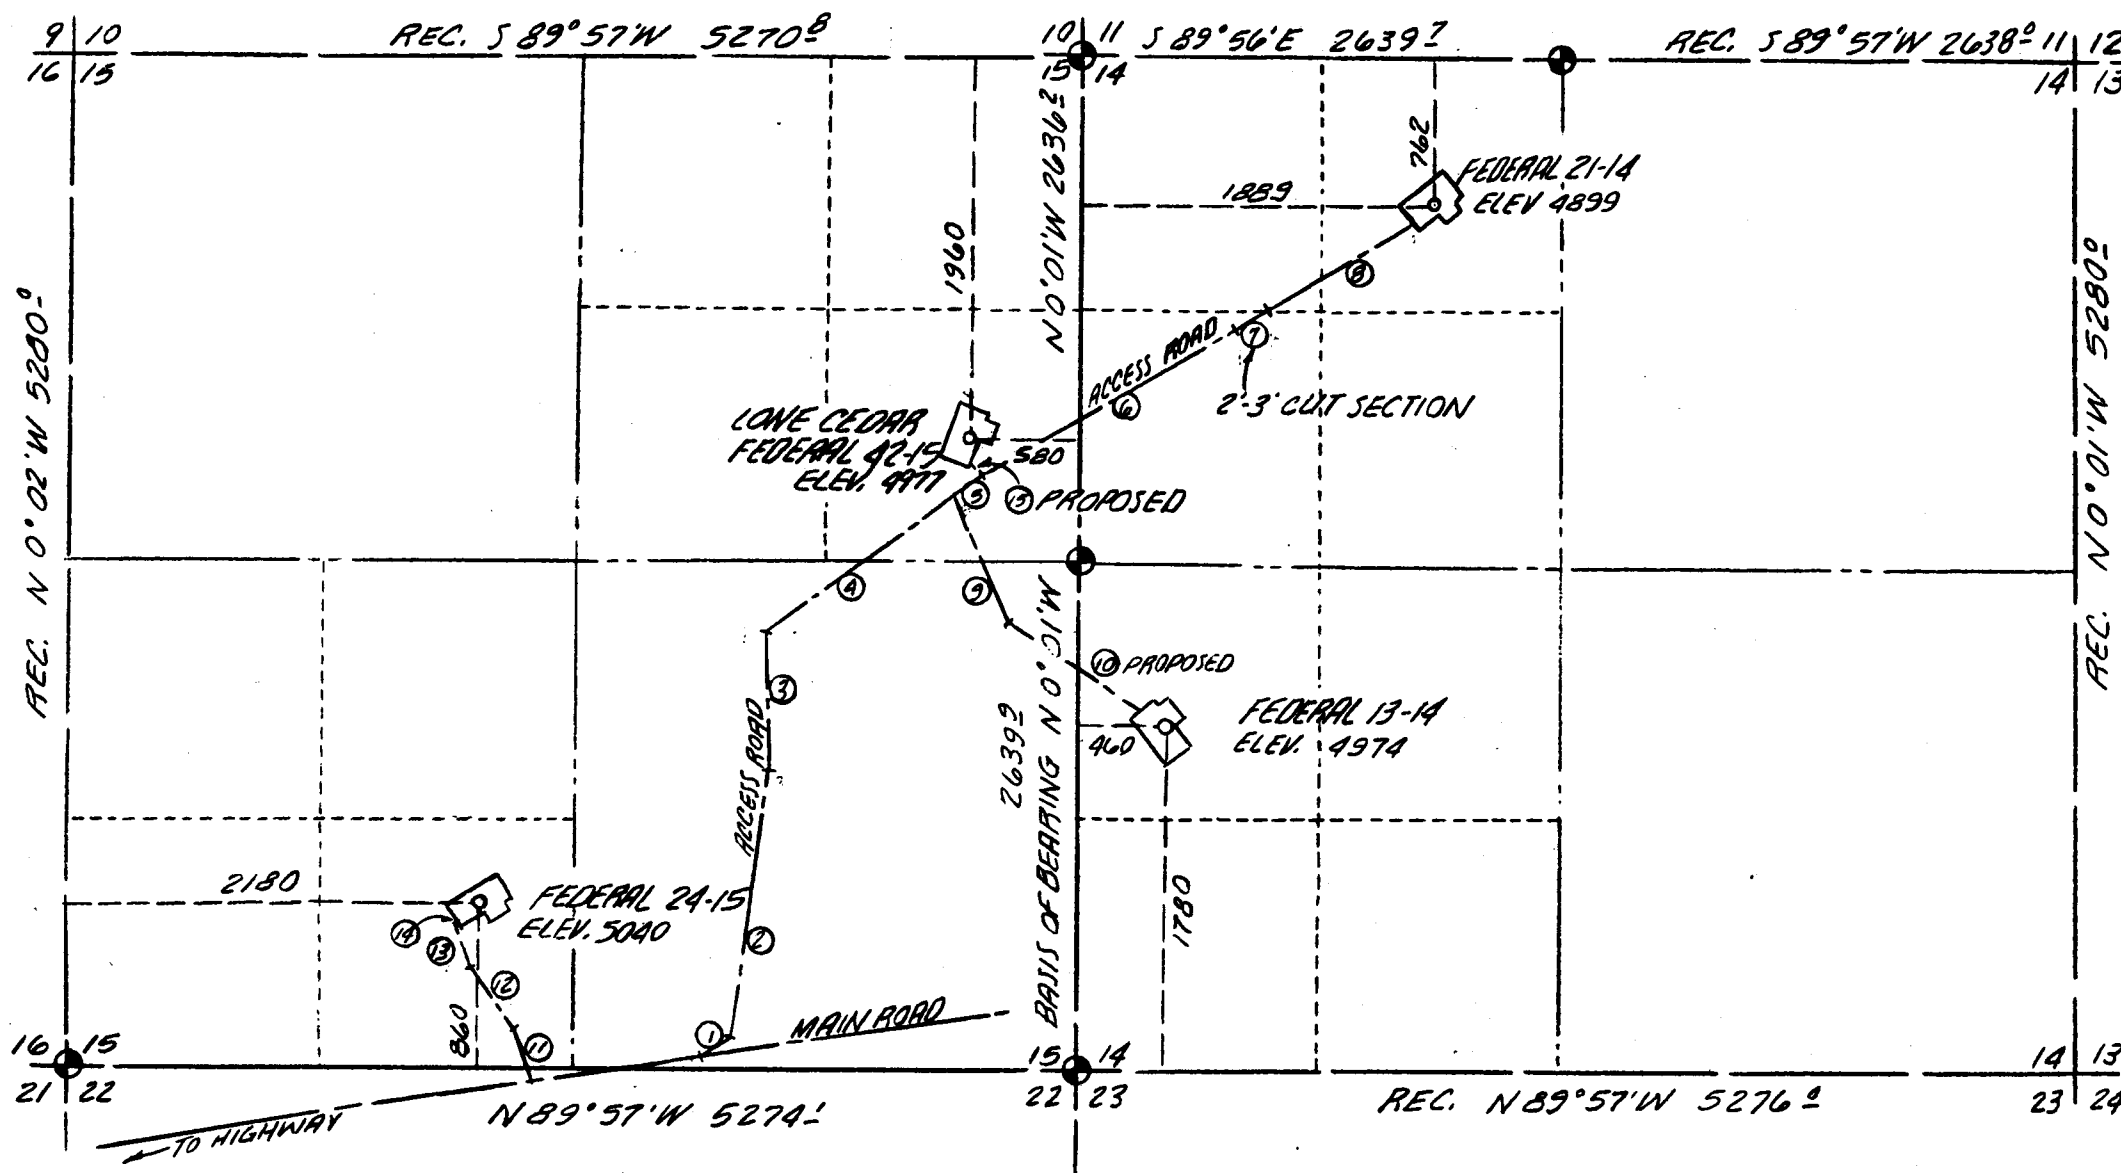 9 10
16 15
REC. S 89°57'W 5270.8
10 11
15 14
S 89°56'E 2639.7
REC. S 89°57'W 2638.0
11 12
14 13
REC. N 0°02'W 5280.0
N 0°01'W 2636.2
REC. N 0°01'W 5280.0
762
FEDERAL 21-14
ELEV 4899
1889
1960
ACCESS ROAD
8
7
6
2'-3' CUT SECTION
LONE CEDAR
FEDERAL 42-15
ELEV. 4977
580
5
15 PROPOSED
4
9
3
10 PROPOSED
ACCESS ROAD
2639.9
BASIS OF BEARING N 0°01'W
460
FEDERAL 13-14
ELEV. 4974
1780
2180
FEDERAL 24-15
ELEV. 5040
14
13
12
2
860
11
1
MAIN ROAD
16 15
21 22
15 14
22 23
14 13
23 24
TO HIGHWAY
N 89°57'W 5274.1
REC. N 89°57'W 5276.